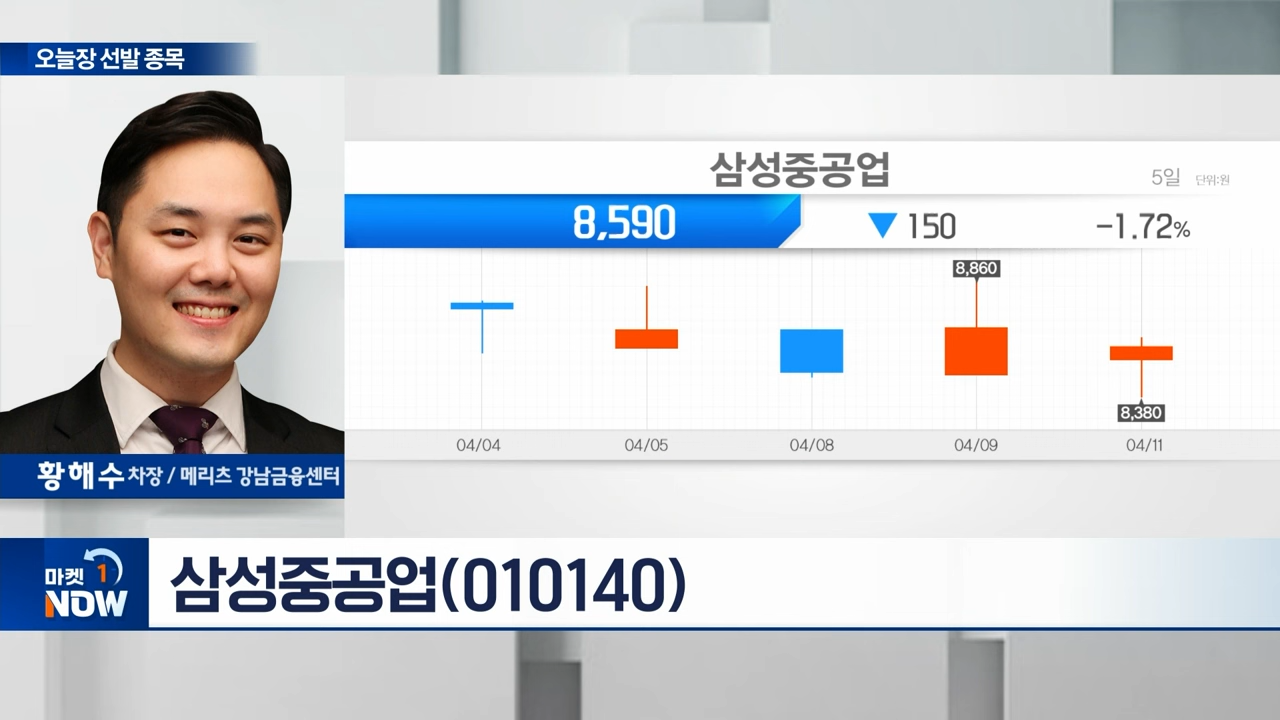 오늘장 선발 종목
삼성중공업
5일 단위:원
8,590 ▼ 150 -1.72%
8,860
8,380
04/04 04/05 04/08 04/09 04/11
황해수 차장 / 메리츠 강남금융센터
마켓 1
NOW
삼성중공업(010140)